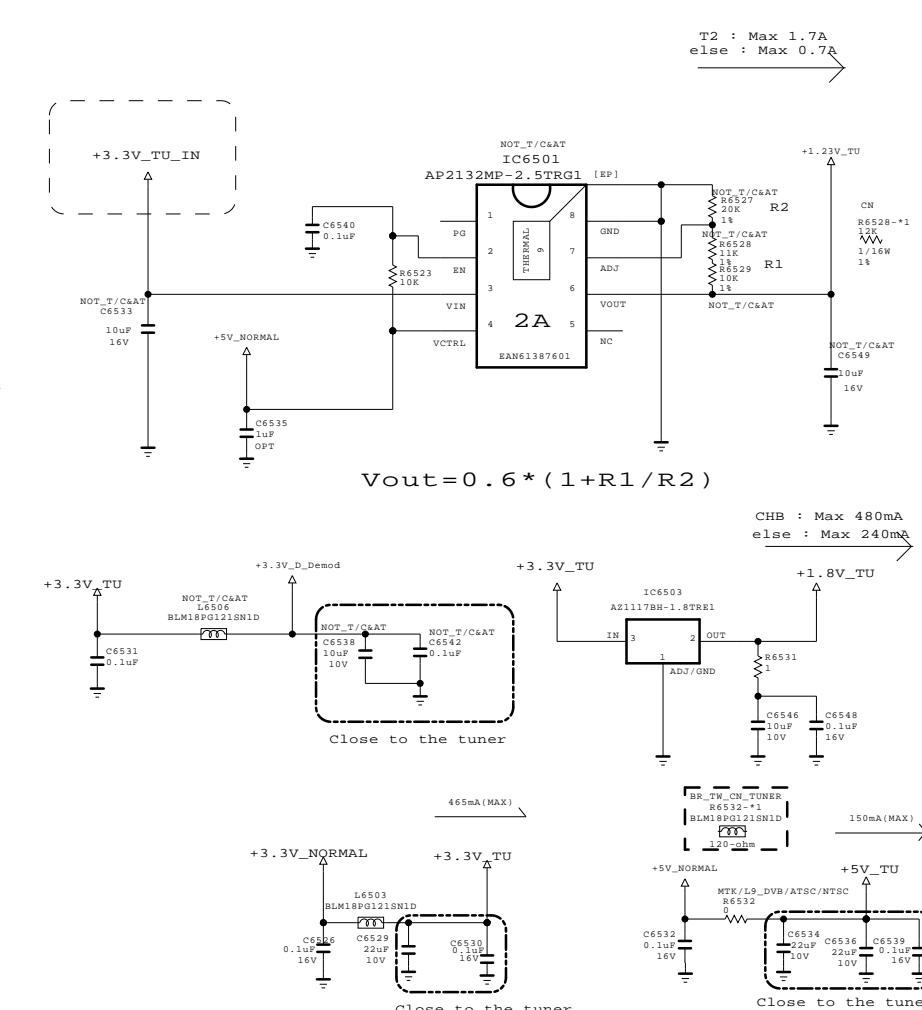 T2 : Max 1.7A
else : Max 0.7A
+3.3V_TU_IN
NOT_T/C&AT
IC6501
AP2132MP-2.5TRG1 [EP]
+1.23V_TU
C6540
0.1uF
1
PG
2
EN
3
VIN
4
VCTRL
THERMAL
9
8
GND
7
ADJ
6
VOUT
5
NC
2A
EAN61387601
R6523
10K
NOT_T/C&AT
R6527
20K
1%
R2
NOT_T/C&AT
R6528
11K
1%
R6529
10K
1%
R1
NOT_T/C&AT
CN
R6528-*1
12K
1/16W
1%
NOT_T/C&AT
C6533
10uF
16V
+5V_NORMAL
C6535
1uF
OPT
NOT_T/C&AT
C6549
10uF
16V
Vout=0.6*(1+R1/R2)
CHB : Max 480mA
else : Max 240mA
+3.3V_TU
NOT_T/C&AT
L6506
BLM18PG121SN1D
+3.3V_D_Demod
C6531
0.1uF
NOT_T/C&AT
C6538
10uF
10V
NOT_T/C&AT
C6542
0.1uF
Close to the tuner
+3.3V_TU
IC6503
AZ1117BH-1.8TRE1
IN
3
2
OUT
1
ADJ/GND
+1.8V_TU
R6531
1
C6546
10uF
10V
C6548
0.1uF
16V
465mA(MAX)
+3.3V_NORMAL
L6503
BLM18PG121SN1D
+3.3V_TU
C6526
0.1uF
16V
C6529
22uF
10V
C6530
0.1uF
16V
Close to the tuner
BR_TW_CN_TUNER
R6532-*1
BLM18PG121SN1D
120-ohm
150mA(MAX)
+5V_NORMAL
MTK/L9_DVB/ATSC/NTSC
R6532
0
+5V_TU
C6532
0.1uF
16V
C6534
22uF
10V
C6536
22uF
10V
C6539
0.1uF
16V
Close to the tune